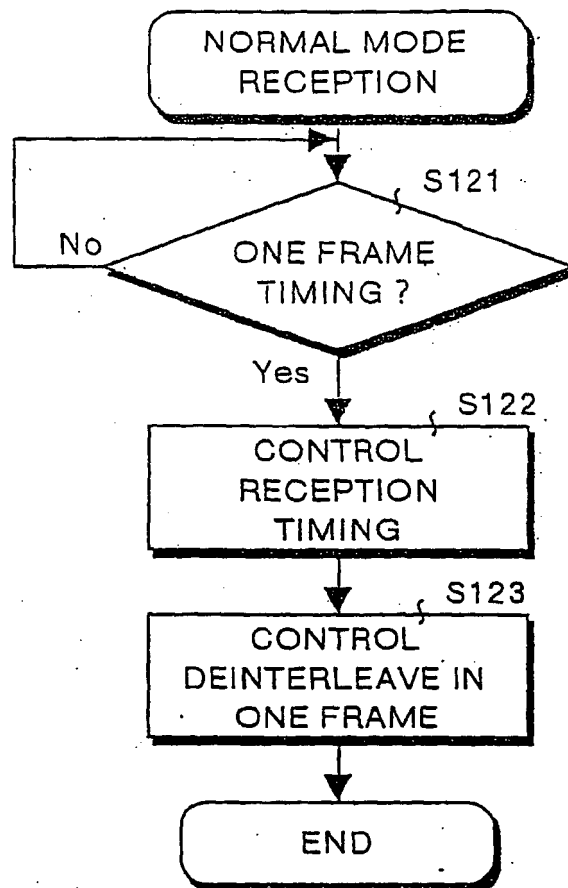 NORMAL MODE
RECEPTION
S121
No
ONE FRAME
TIMING ?
Yes
S122
CONTROL
RECEPTION
TIMING
S123
CONTROL
DEINTERLEAVE IN
ONE FRAME
END